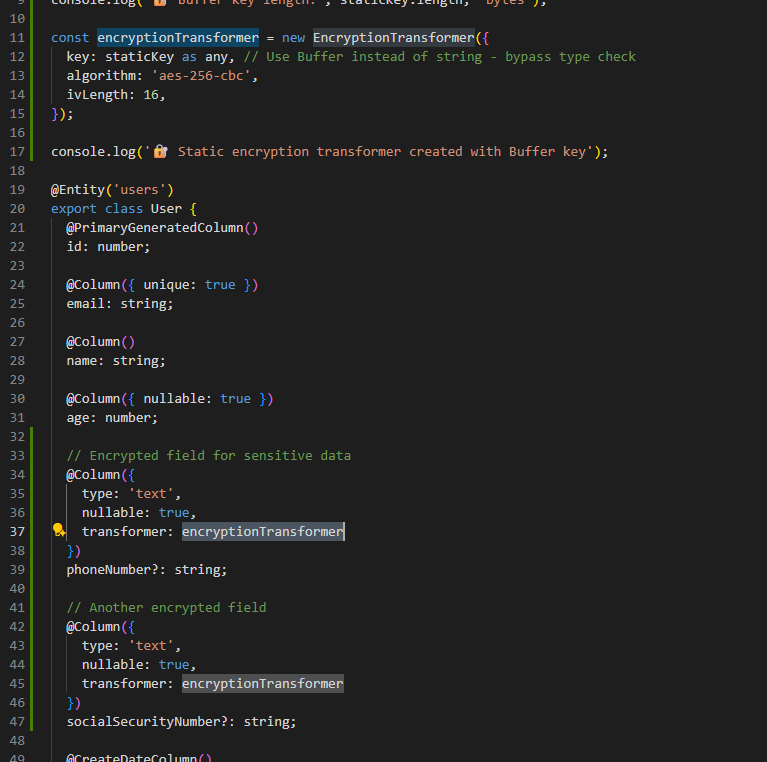 9 console.log('🔐 Buffer key length:', staticKey.length, 'bytes');
10
11 const encryptionTransformer = new EncryptionTransformer({
12   key: staticKey as any, // Use Buffer instead of string - bypass type check
13   algorithm: 'aes-256-cbc',
14   ivLength: 16,
15 });
16
17 console.log('🔐 Static encryption transformer created with Buffer key');
18
19 @Entity('users')
20 export class User {
21   @PrimaryGeneratedColumn()
22   id: number;
23
24   @Column({ unique: true })
25   email: string;
26
27   @Column()
28   name: string;
29
30   @Column({ nullable: true })
31   age: number;
32
33   // Encrypted field for sensitive data
34   @Column({
35     type: 'text',
36     nullable: true,
37     transformer: encryptionTransformer
38   })
39   phoneNumber?: string;
40
41   // Another encrypted field
42   @Column({
43     type: 'text',
44     nullable: true,
45     transformer: encryptionTransformer
46   })
47   socialSecurityNumber?: string;
48
49   @CreateDateColumn()